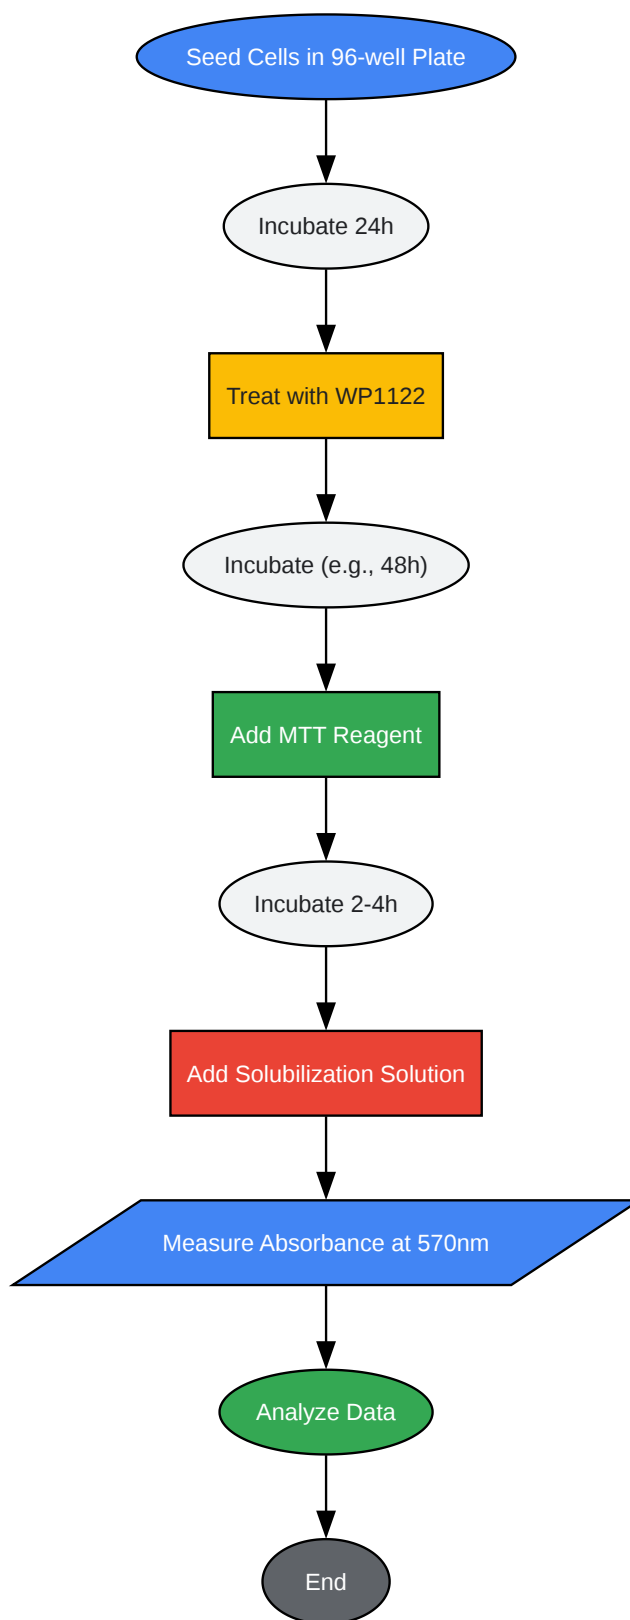 Seed Cells in 96-well Plate
Incubate 24h
Treat with WP1122
Incubate (e.g., 48h)
Add MTT Reagent
Incubate 2-4h
Add Solubilization Solution
Measure Absorbance at 570nm
Analyze Data
End